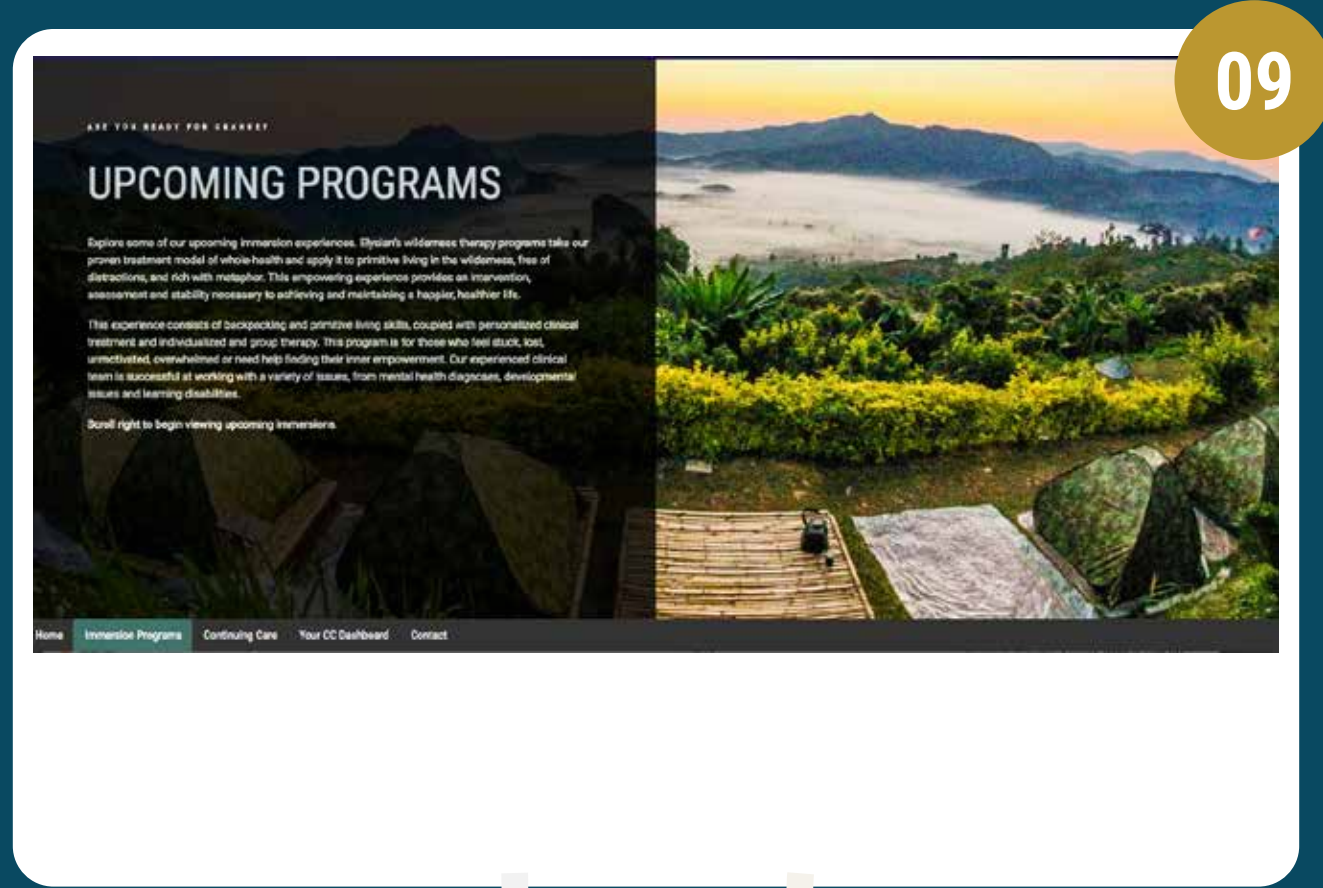 09
ARE YOU READY FOR CHANGE?
UPCOMING PROGRAMS
Explore some of our upcoming immersion experiences. Elysian's wilderness therapy programs take our
proven treatment model of whole-health and apply it to primitive living in the wilderness, free of
distractions, and rich with metaphor. This empowering experience provides an intervention,
assessment and stability necessary to achieving and maintaining a happier, healthier life.
This experience consists of backpacking and primitive living skills, coupled with personalized clinical
treatment and individualized and group therapy. This program is for those who feel stuck, lost,
unmotivated, overwhelmed or need help finding their inner empowerment. Our experienced clinical
team is successful at working with a variety of issues, from mental health diagnoses, developmental
issues and learning disabilities.
Scroll right to begin viewing upcoming immersions.
Home Immersion Programs Continuing Care Your CC Dashboard Contact